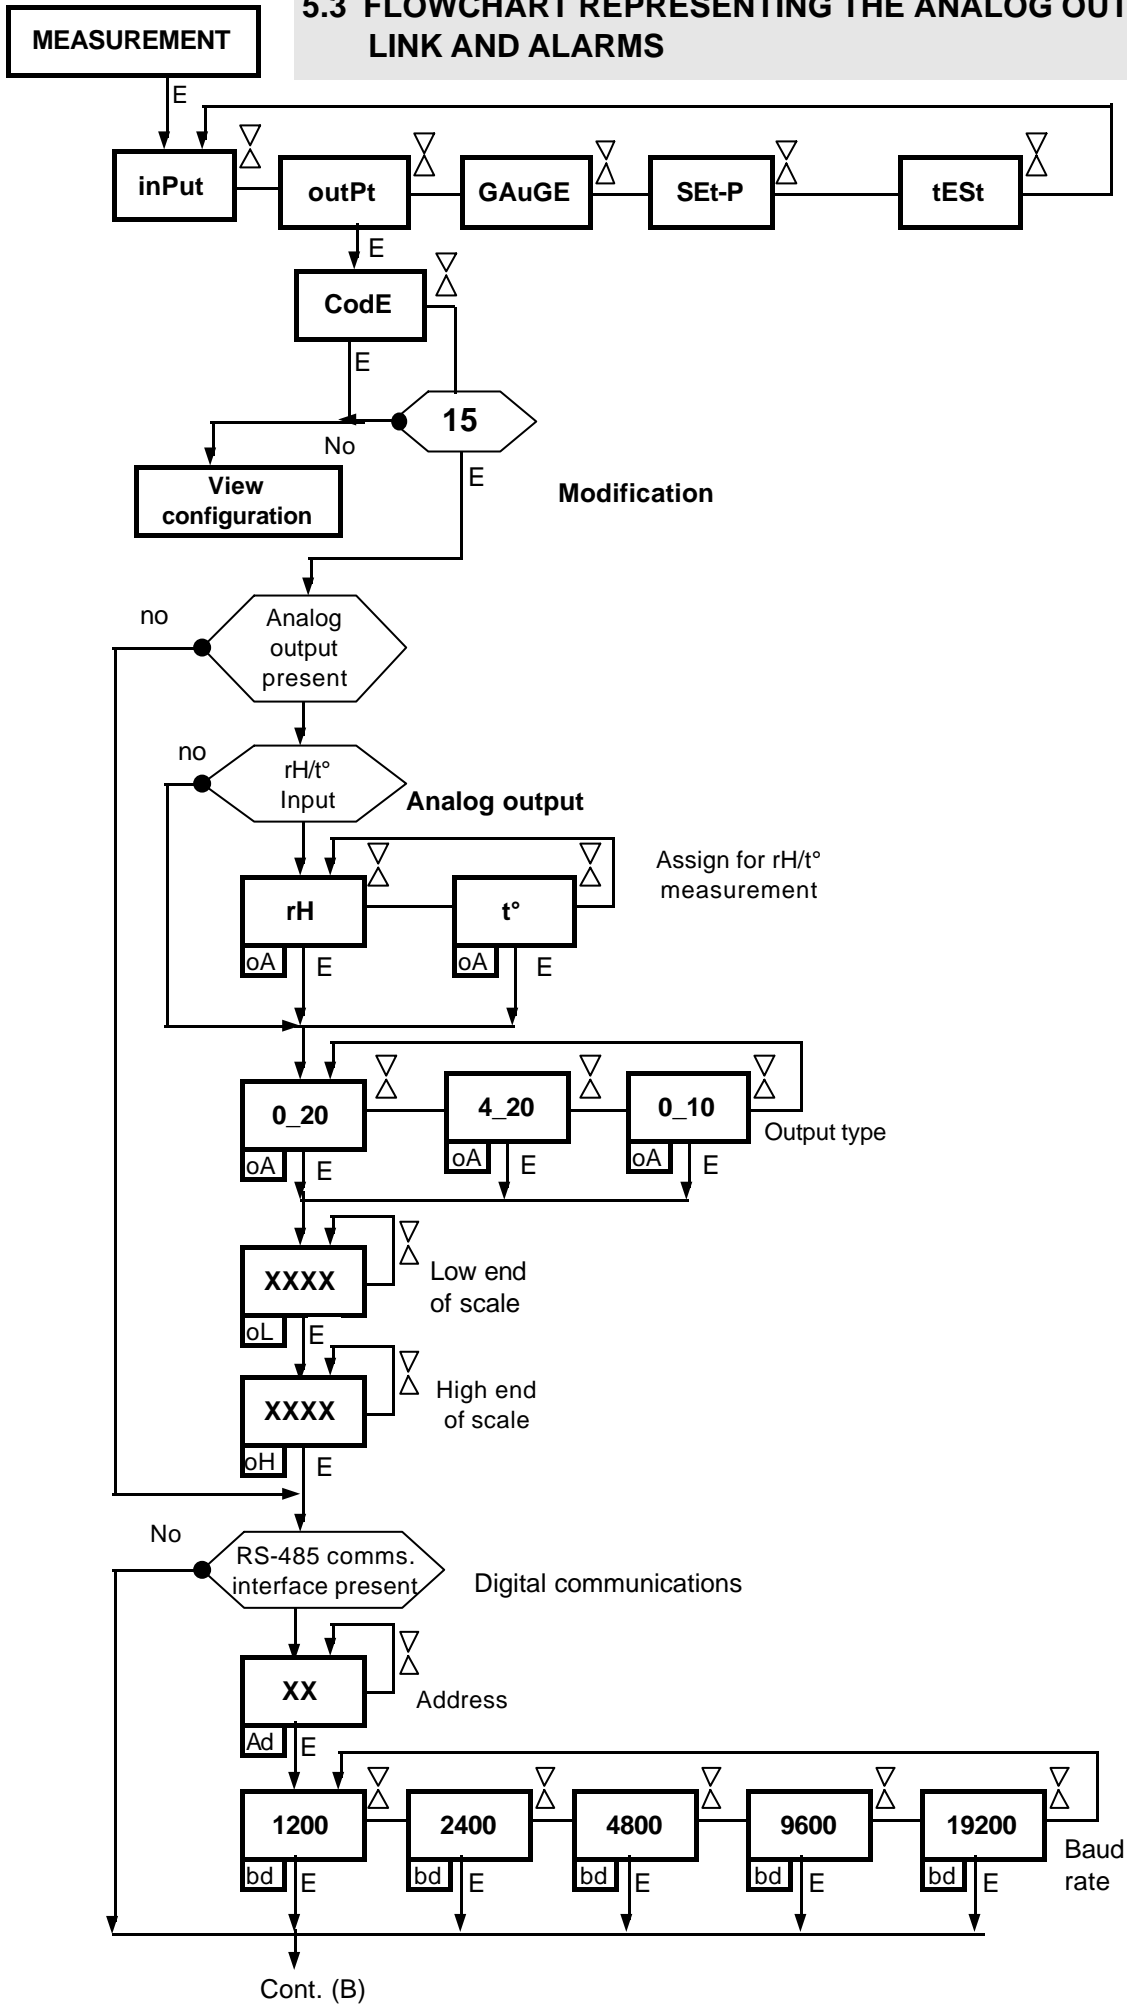 5.3 FLOWCHART REPRESENTING THE ANALOG OUT
LINK AND ALARMS
MEASUREMENT
E
inPut
outPt
GAuGE
SEt-P
tESt
E
CodE
E
15
No
E
View
configuration
Modification
no
Analog
output
present
no
rH/t°
Input
Analog output
Assign for rH/t°
measurement
rH
t°
oA
E
oA
E
0_20
4_20
0_10
Output type
oA
E
oA
E
oA
E
XXXX
Low end
of scale
oL
E
XXXX
High end
of scale
oH
E
No
RS-485 comms.
interface present
Digital communications
XX
Address
Ad
E
1200
2400
4800
9600
19200
Baud
rate
bd
E
bd
E
bd
E
bd
E
bd
E
Cont. (B)